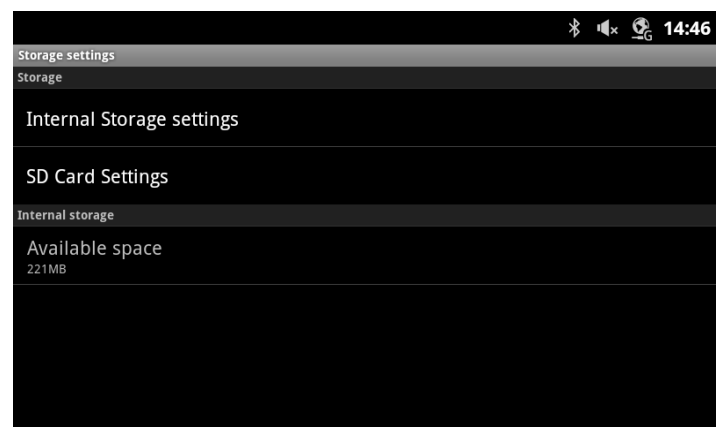 G 14:46
Storage settings
Storage
Internal Storage settings
SD Card Settings
Internal storage
Available space
221MB